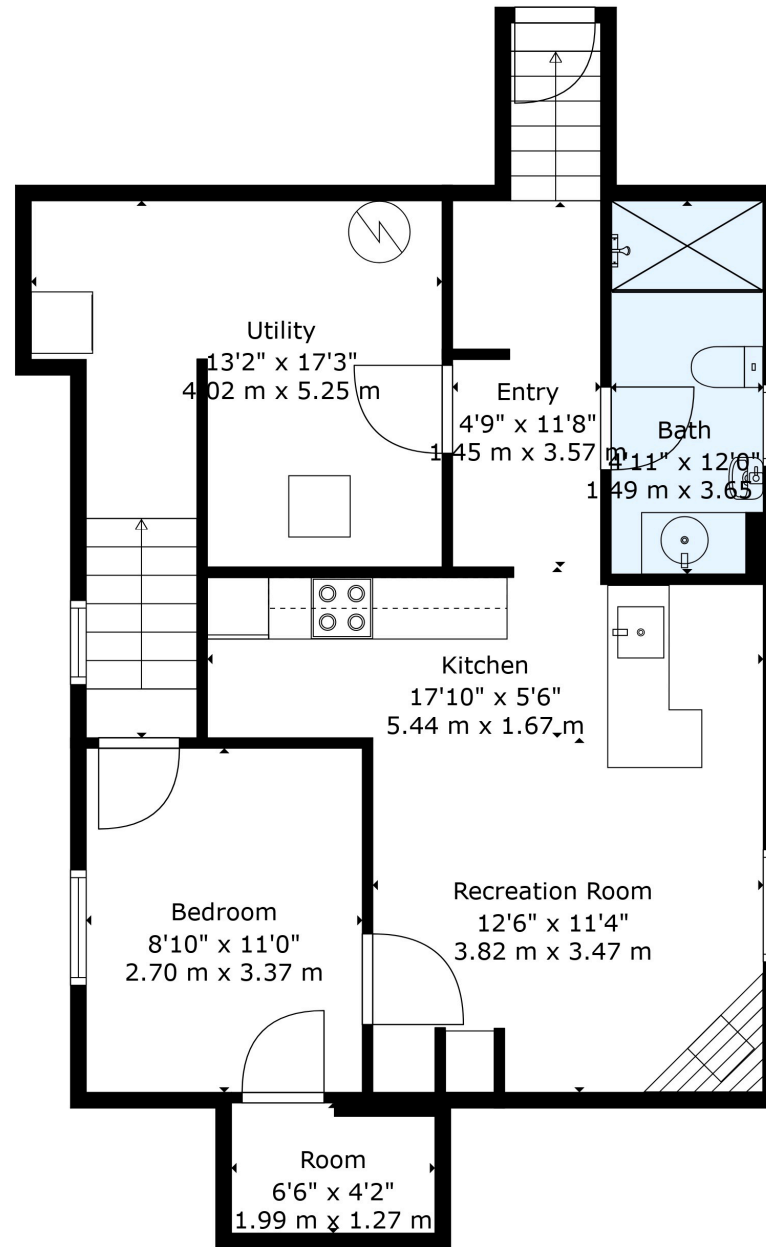 Utility
13'2" x 17'3"
4.02 m x 5.25 m
Entry
4'9" x 11'8"
1.45 m x 3.57 m
Bath
4'11" x 12'0"
1.49 m x 3.65
Kitchen
17'10" x 5'6"
5.44 m x 1.67 m
Recreation Room
12'6" x 11'4"
3.82 m x 3.47 m
Bedroom
8'10" x 11'0"
2.70 m x 3.37 m
Room
6'6" x 4'2"
1.99 m x 1.27 m